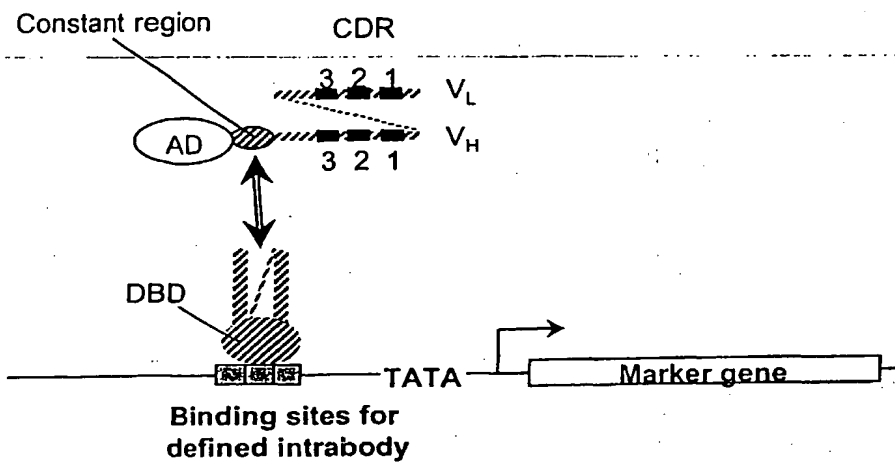 Constant region
CDR
3 2 1
VL
AD
VH
3 2 1
DBD
TATA
Marker gene
Binding sites for
defined intrabody